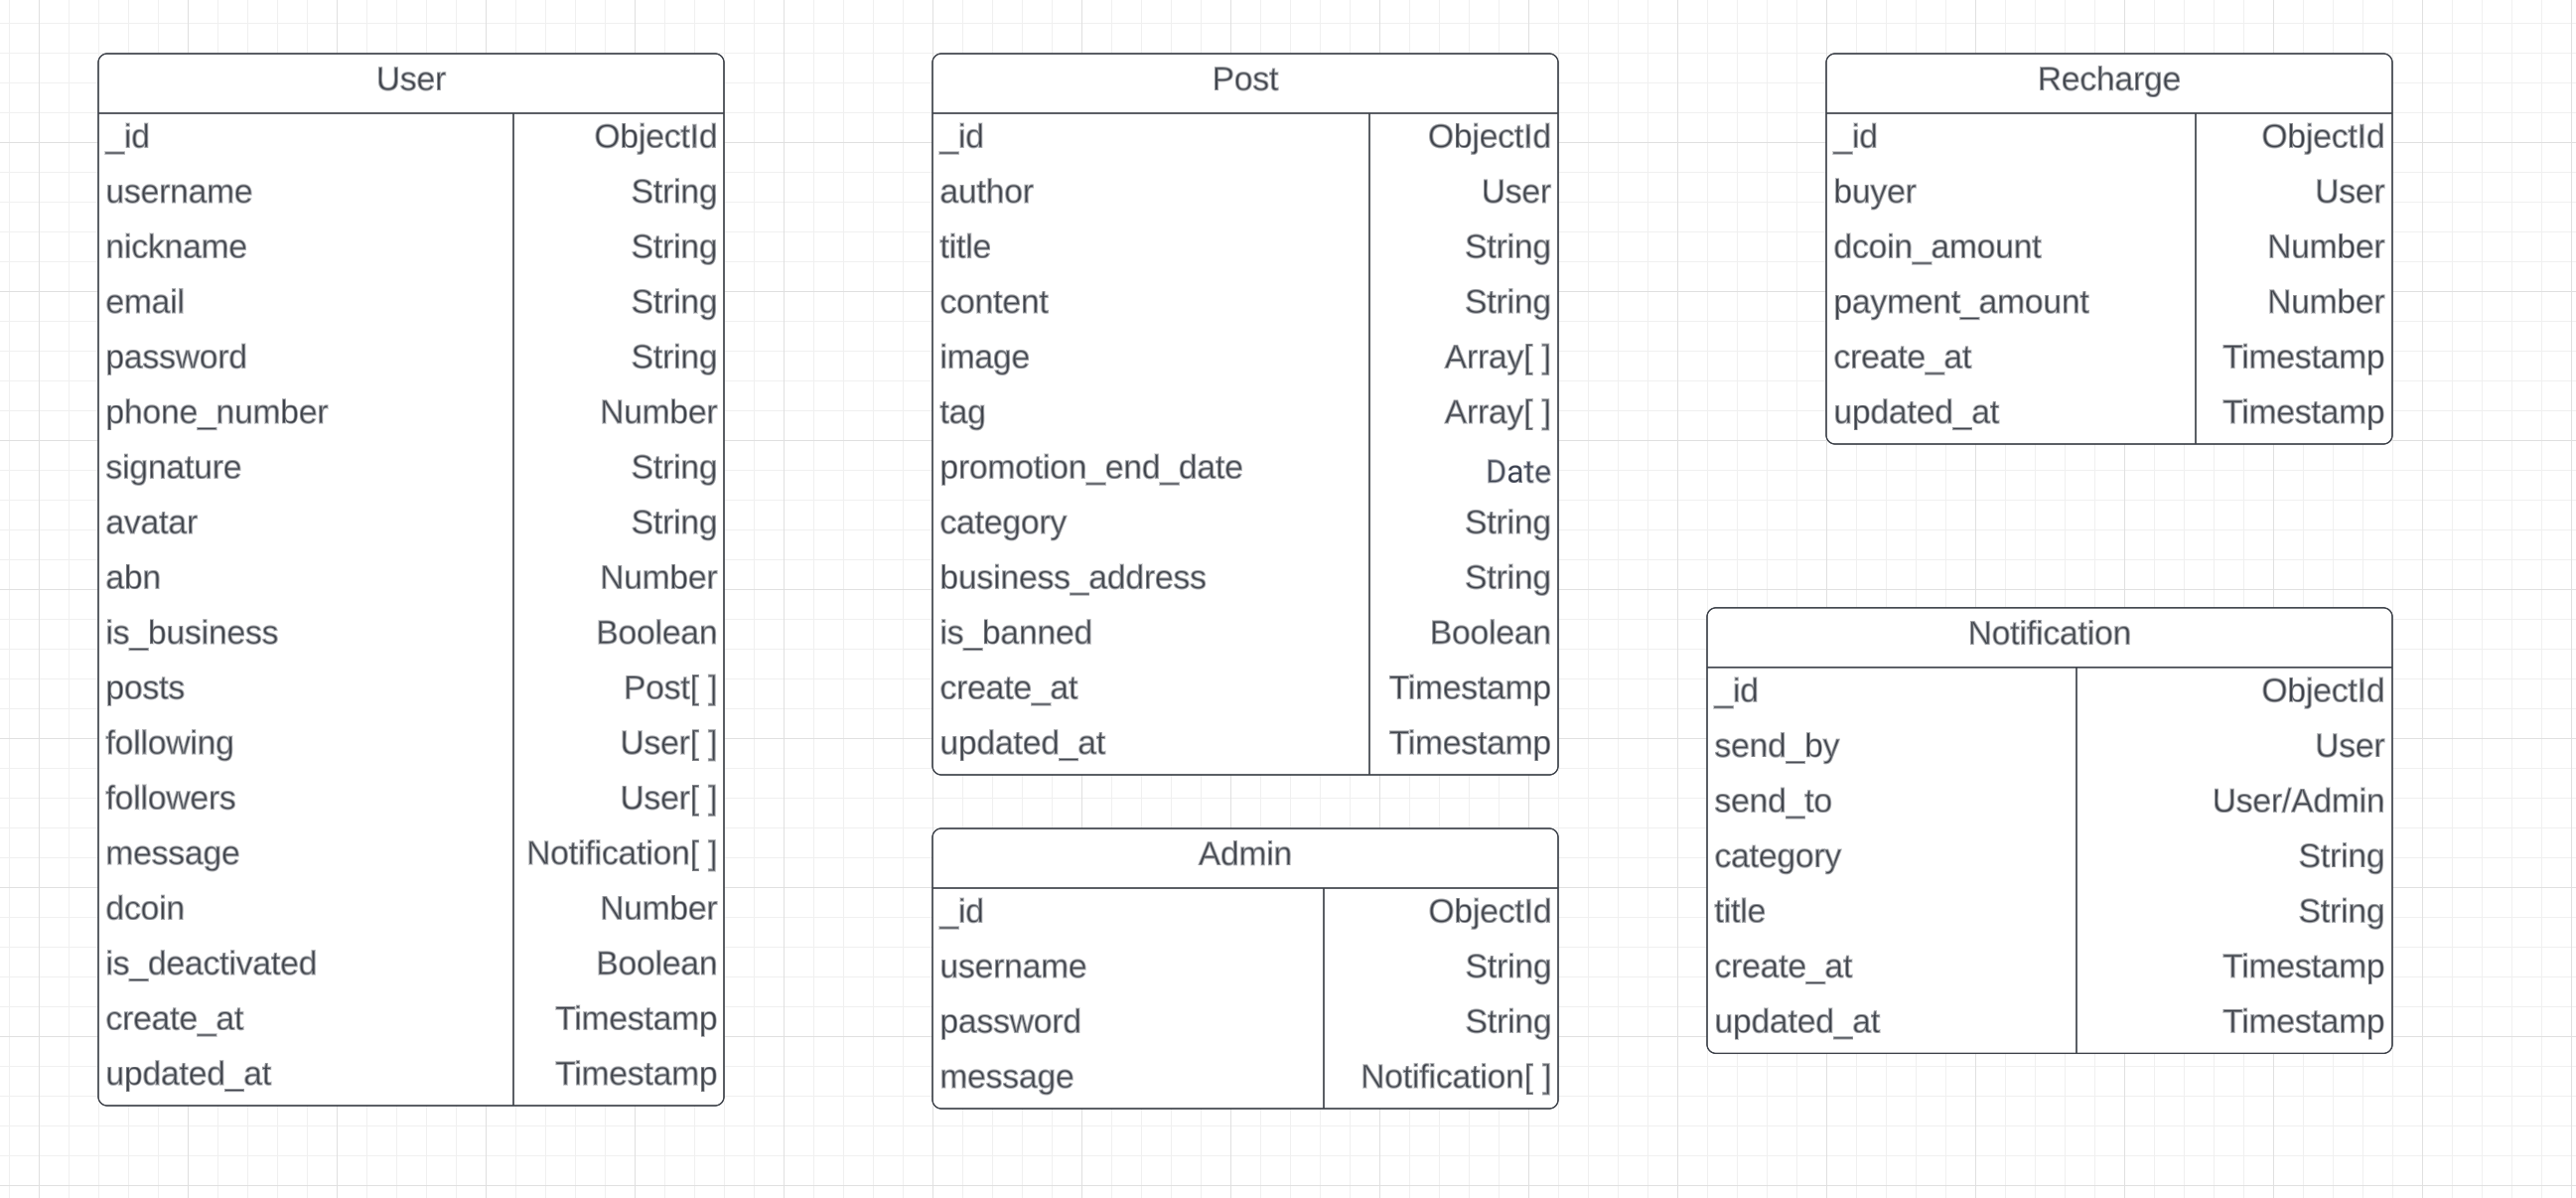 User
_id ObjectId
username String
nickname String
email String
password String
phone_number Number
signature String
avatar String
abn Number
is_business Boolean
posts Post[ ]
following User[ ]
followers User[ ]
message Notification[ ]
dcoin Number
is_deactivated Boolean
create_at Timestamp
updated_at Timestamp
Post
_id ObjectId
author User
title String
content String
image Array[ ]
tag Array[ ]
promotion_end_date Date
category String
business_address String
is_banned Boolean
create_at Timestamp
updated_at Timestamp
Admin
_id ObjectId
username String
password String
message Notification[ ]
Recharge
_id ObjectId
buyer User
dcoin_amount Number
payment_amount Number
create_at Timestamp
updated_at Timestamp
Notification
_id ObjectId
send_by User
send_to User/Admin
category String
title String
create_at Timestamp
updated_at Timestamp